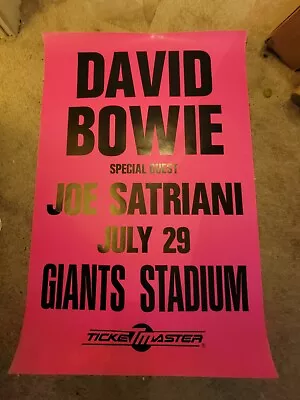 DAVID
BOWIE
SPECIAL GUEST
JOE SATRIANI
JULY 29
GIANTS STADIUM
TICKETMASTER®